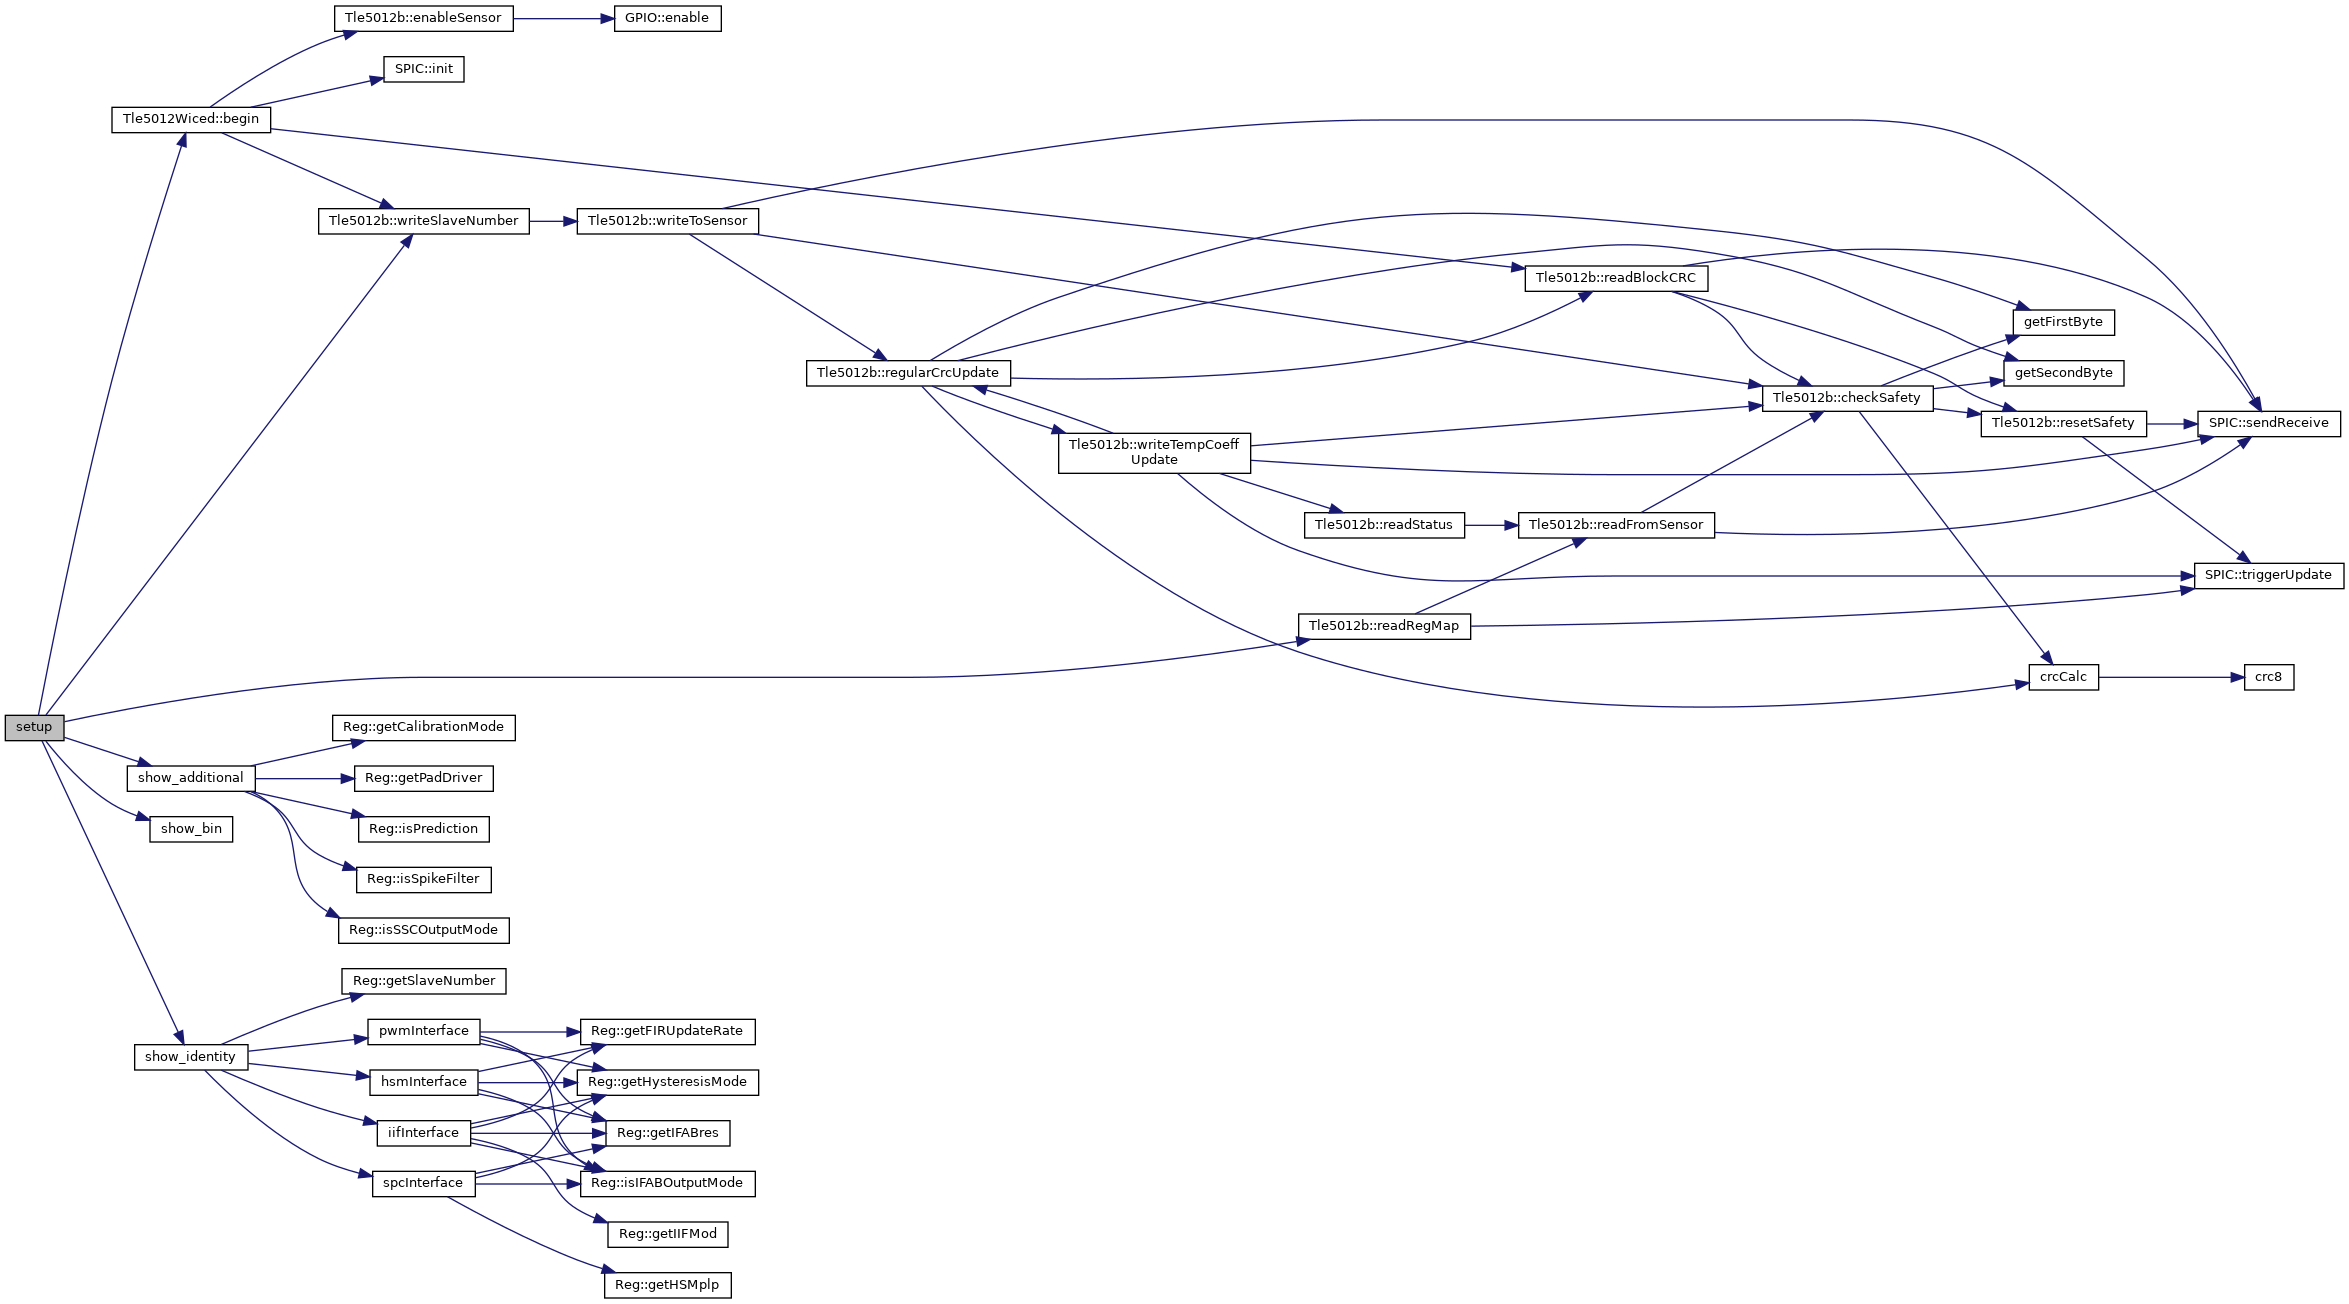 Tle5012b::enableSensor
GPIO::enable
SPIC::init
Tle5012Wiced::begin
Tle5012b::writeSlaveNumber
Tle5012b::writeToSensor
Tle5012b::readBlockCRC
getFirstByte
Tle5012b::regularCrcUpdate
getSecondByte
Tle5012b::checkSafety
Tle5012b::resetSafety
SPIC::sendReceive
Tle5012b::writeTempCoeff
Update
Tle5012b::readStatus
Tle5012b::readFromSensor
SPIC::triggerUpdate
Tle5012b::readRegMap
crcCalc
crc8
setup
Reg::getCalibrationMode
show_additional
Reg::getPadDriver
show_bin
Reg::isPrediction
Reg::isSpikeFilter
Reg::isSSCOutputMode
Reg::getSlaveNumber
pwmInterface
Reg::getFIRUpdateRate
show_identity
hsmInterface
Reg::getHysteresisMode
iifInterface
Reg::getIFABres
spcInterface
Reg::isIFABOutputMode
Reg::getIIFMod
Reg::getHSMplp